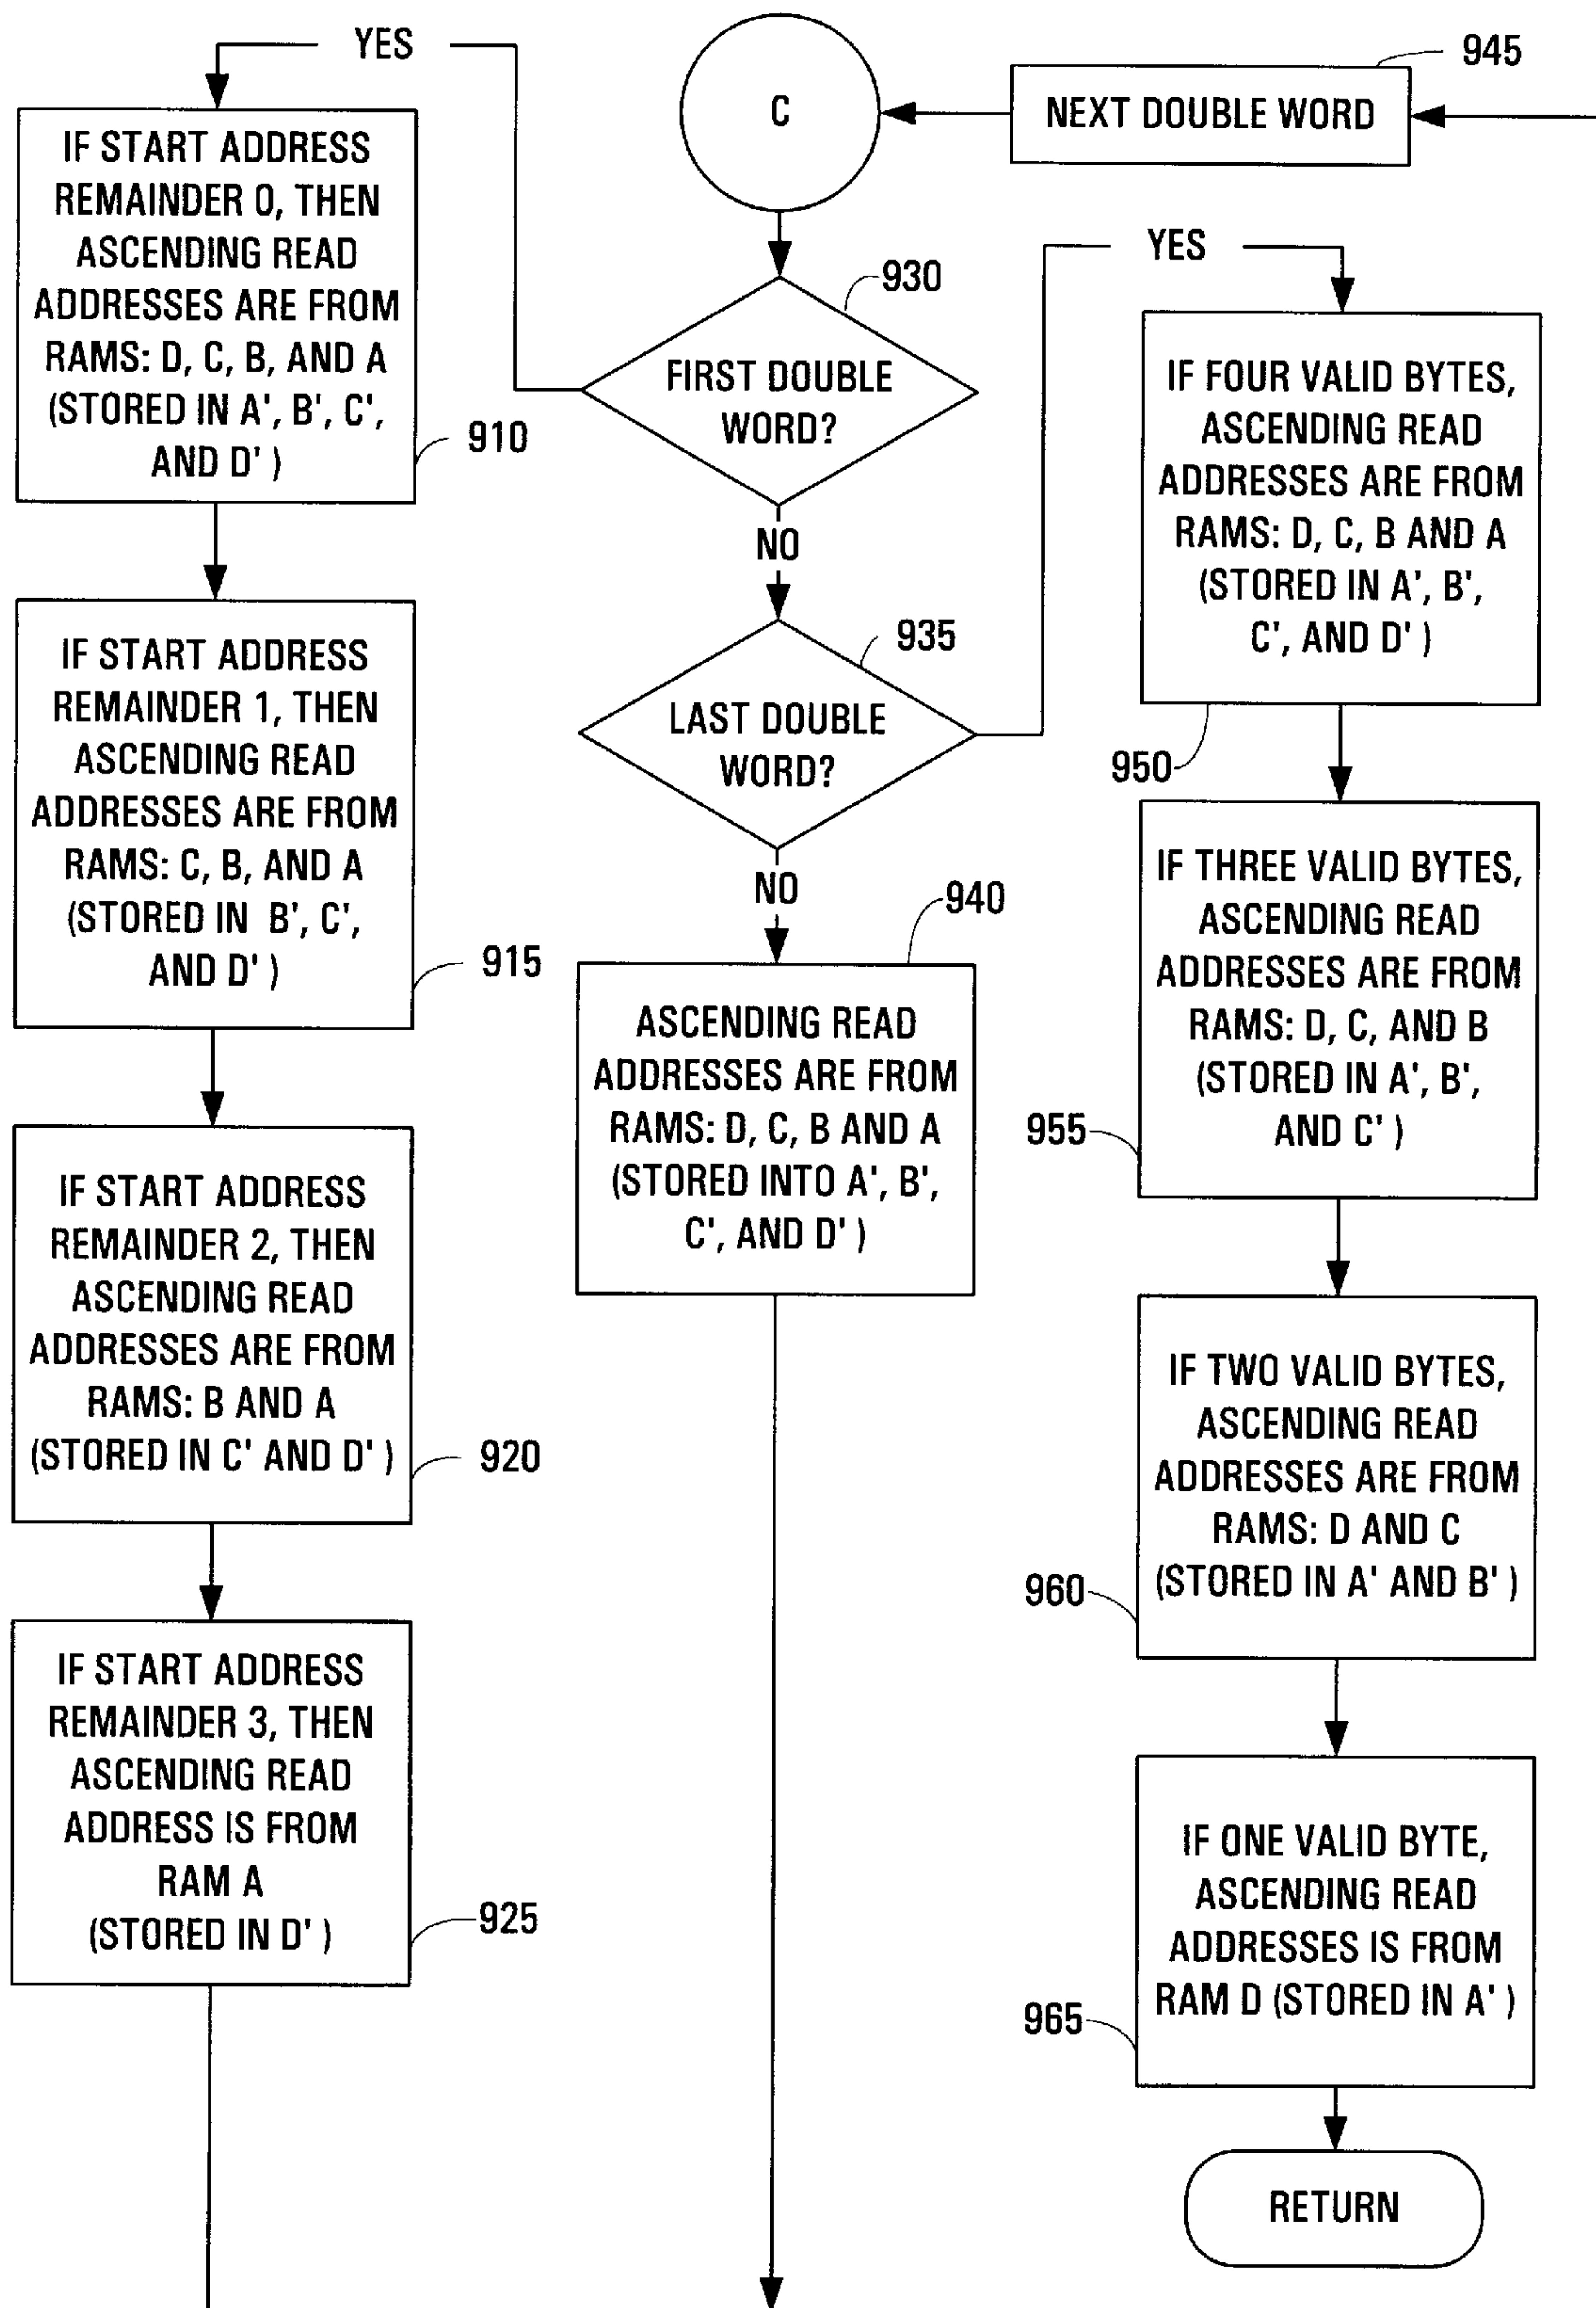 YES
IF START ADDRESS
REMAINDER 0, THEN
ASCENDING READ
ADDRESSES ARE FROM
RAMS: D, C, B, AND A
(STORED IN A', B', C',
AND D' )
910
IF START ADDRESS
REMAINDER 1, THEN
ASCENDING READ
ADDRESSES ARE FROM
RAMS: C, B, AND A
(STORED IN B', C',
AND D' )
915
IF START ADDRESS
REMAINDER 2, THEN
ASCENDING READ
ADDRESSES ARE FROM
RAMS: B AND A
(STORED IN C' AND D' )
920
IF START ADDRESS
REMAINDER 3, THEN
ASCENDING READ
ADDRESS IS FROM
RAM A
(STORED IN D' )
925
C
930
FIRST DOUBLE
WORD?
NO
935
LAST DOUBLE
WORD?
NO
940
ASCENDING READ
ADDRESSES ARE FROM
RAMS: D, C, B AND A
(STORED INTO A', B',
C', AND D' )
945
NEXT DOUBLE WORD
YES
IF FOUR VALID BYTES,
ASCENDING READ
ADDRESSES ARE FROM
RAMS: D, C, B AND A
(STORED IN A', B',
C', AND D' )
950
IF THREE VALID BYTES,
ASCENDING READ
ADDRESSES ARE FROM
RAMS: D, C, AND B
(STORED IN A', B',
AND C' )
955
IF TWO VALID BYTES,
ASCENDING READ
ADDRESSES ARE FROM
RAMS: D AND C
(STORED IN A' AND B' )
960
IF ONE VALID BYTE,
ASCENDING READ
ADDRESSES IS FROM
RAM D (STORED IN A' )
965
RETURN